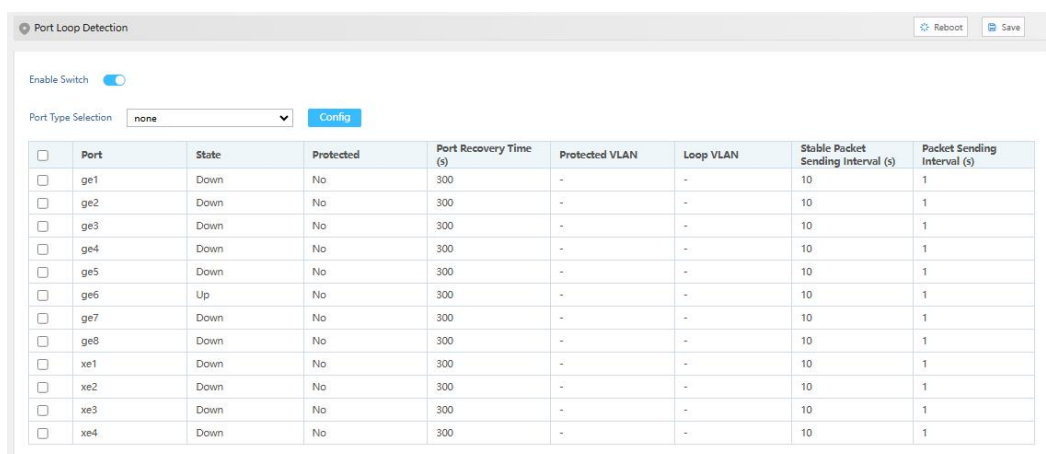 Port Loop Detection Reboot Save
Enable Switch
Port Type Selection none Config
Port State Protected Port Recovery Time (s) Protected VLAN Loop VLAN Stable Packet Sending Interval (s) Packet Sending Interval (s)
ge1 Down No 300 - - 10 1
ge2 Down No 300 - - 10 1
ge3 Down No 300 - - 10 1
ge4 Down No 300 - - 10 1
ge5 Down No 300 - - 10 1
ge6 Up No 300 - - 10 1
ge7 Down No 300 - - 10 1
ge8 Down No 300 - - 10 1
xe1 Down No 300 - - 10 1
xe2 Down No 300 - - 10 1
xe3 Down No 300 - - 10 1
xe4 Down No 300 - - 10 1